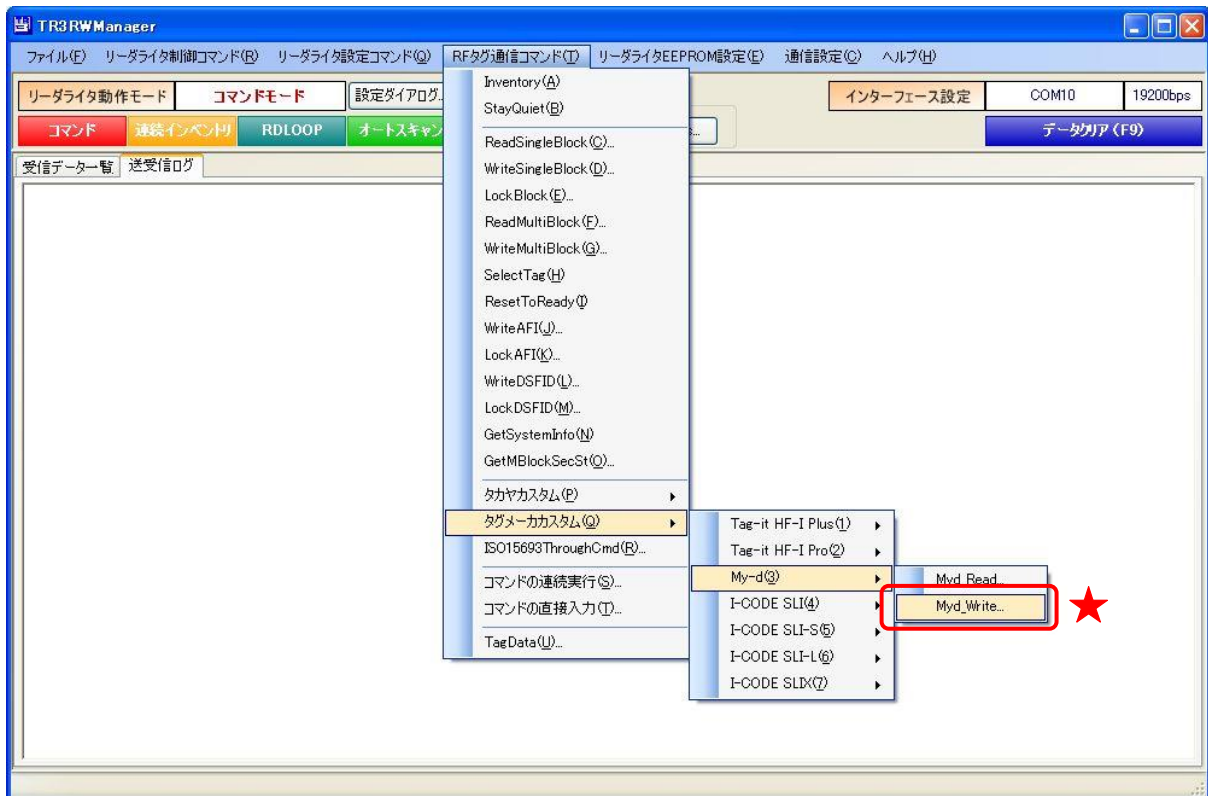 TR3RWManager
ファイル(F) リーダライタ制御コマンド(R) リーダライタ設定コマンド(Q) RFタグ通信コマンド(T) リーダライタEEPROM設定(E) 通信設定(C) ヘルプ(H)
リーダライタ動作モード コマンドモード 設定ダイアログ... インターフェース設定 COM10 19200bps
コマンド 連続インベントリ RDLOOP オートスキャン データクリア(F9)
受信データ一覧 送受信ログ
Inventory(A)
StayQuiet(B)
ReadSingleBlock(C)...
WriteSingleBlock(D)...
LockBlock(E)...
ReadMultiBlock(F)...
WriteMultiBlock(G)...
SelectTag(H)
ResetToReady(I)
WriteAFI(J)...
LockAFI(K)...
WriteDSFID(L)...
LockDSFID(M)...
GetSystemInfo(N)
GetMBlockSecSt(O)...
タカヤカスタム(P)
タグメーカカスタム(Q)
ISO15693ThroughCmd(R)...
コマンドの連続実行(S)...
コマンドの直接入力(T)...
TagData(U)...
Tag-it HF-I Plus(1)
Tag-it HF-I Pro(2)
My-d(3)
I-CODE SLI(4)
I-CODE SLI-S(5)
I-CODE SLI-L(6)
I-CODE SLIX(7)
Myd_Read...
Myd_Write...